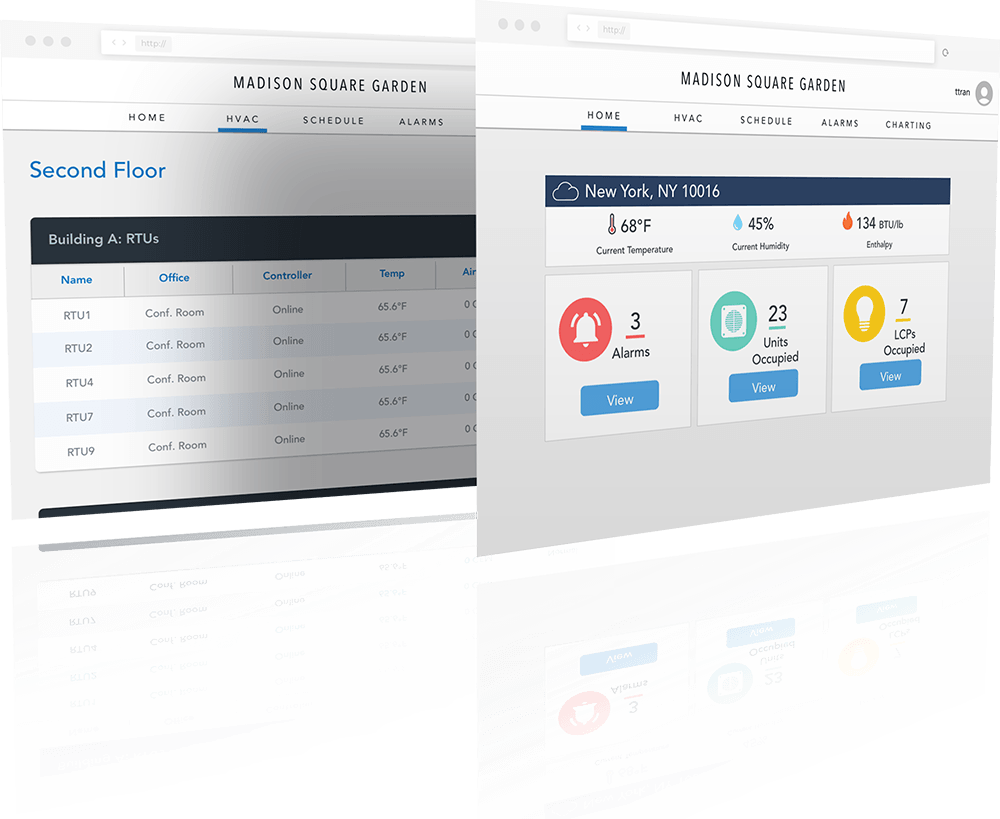 http://
MADISON SQUARE GARDEN
HOME HVAC SCHEDULE ALARMS
Second Floor
Building A: RTUs
Name Office Controller Temp
RTU1 Conf. Room Online 65.6°F 0
RTU2 Conf. Room Online 65.6°F 0
RTU4 Conf. Room Online 65.6°F 0
RTU7 Conf. Room Online 65.6°F 0
RTU9 Conf. Room Online 65.6°F 0
http://
MADISON SQUARE GARDEN
ttran
HOME HVAC SCHEDULE ALARMS CHARTING
New York, NY 10016
68°F 45% 134 BTU/lb
Current Temperature Current Humidity Enthalpy
3
Alarms
View
23
Units
Occupied
View
7
LCPs
Occupied
View